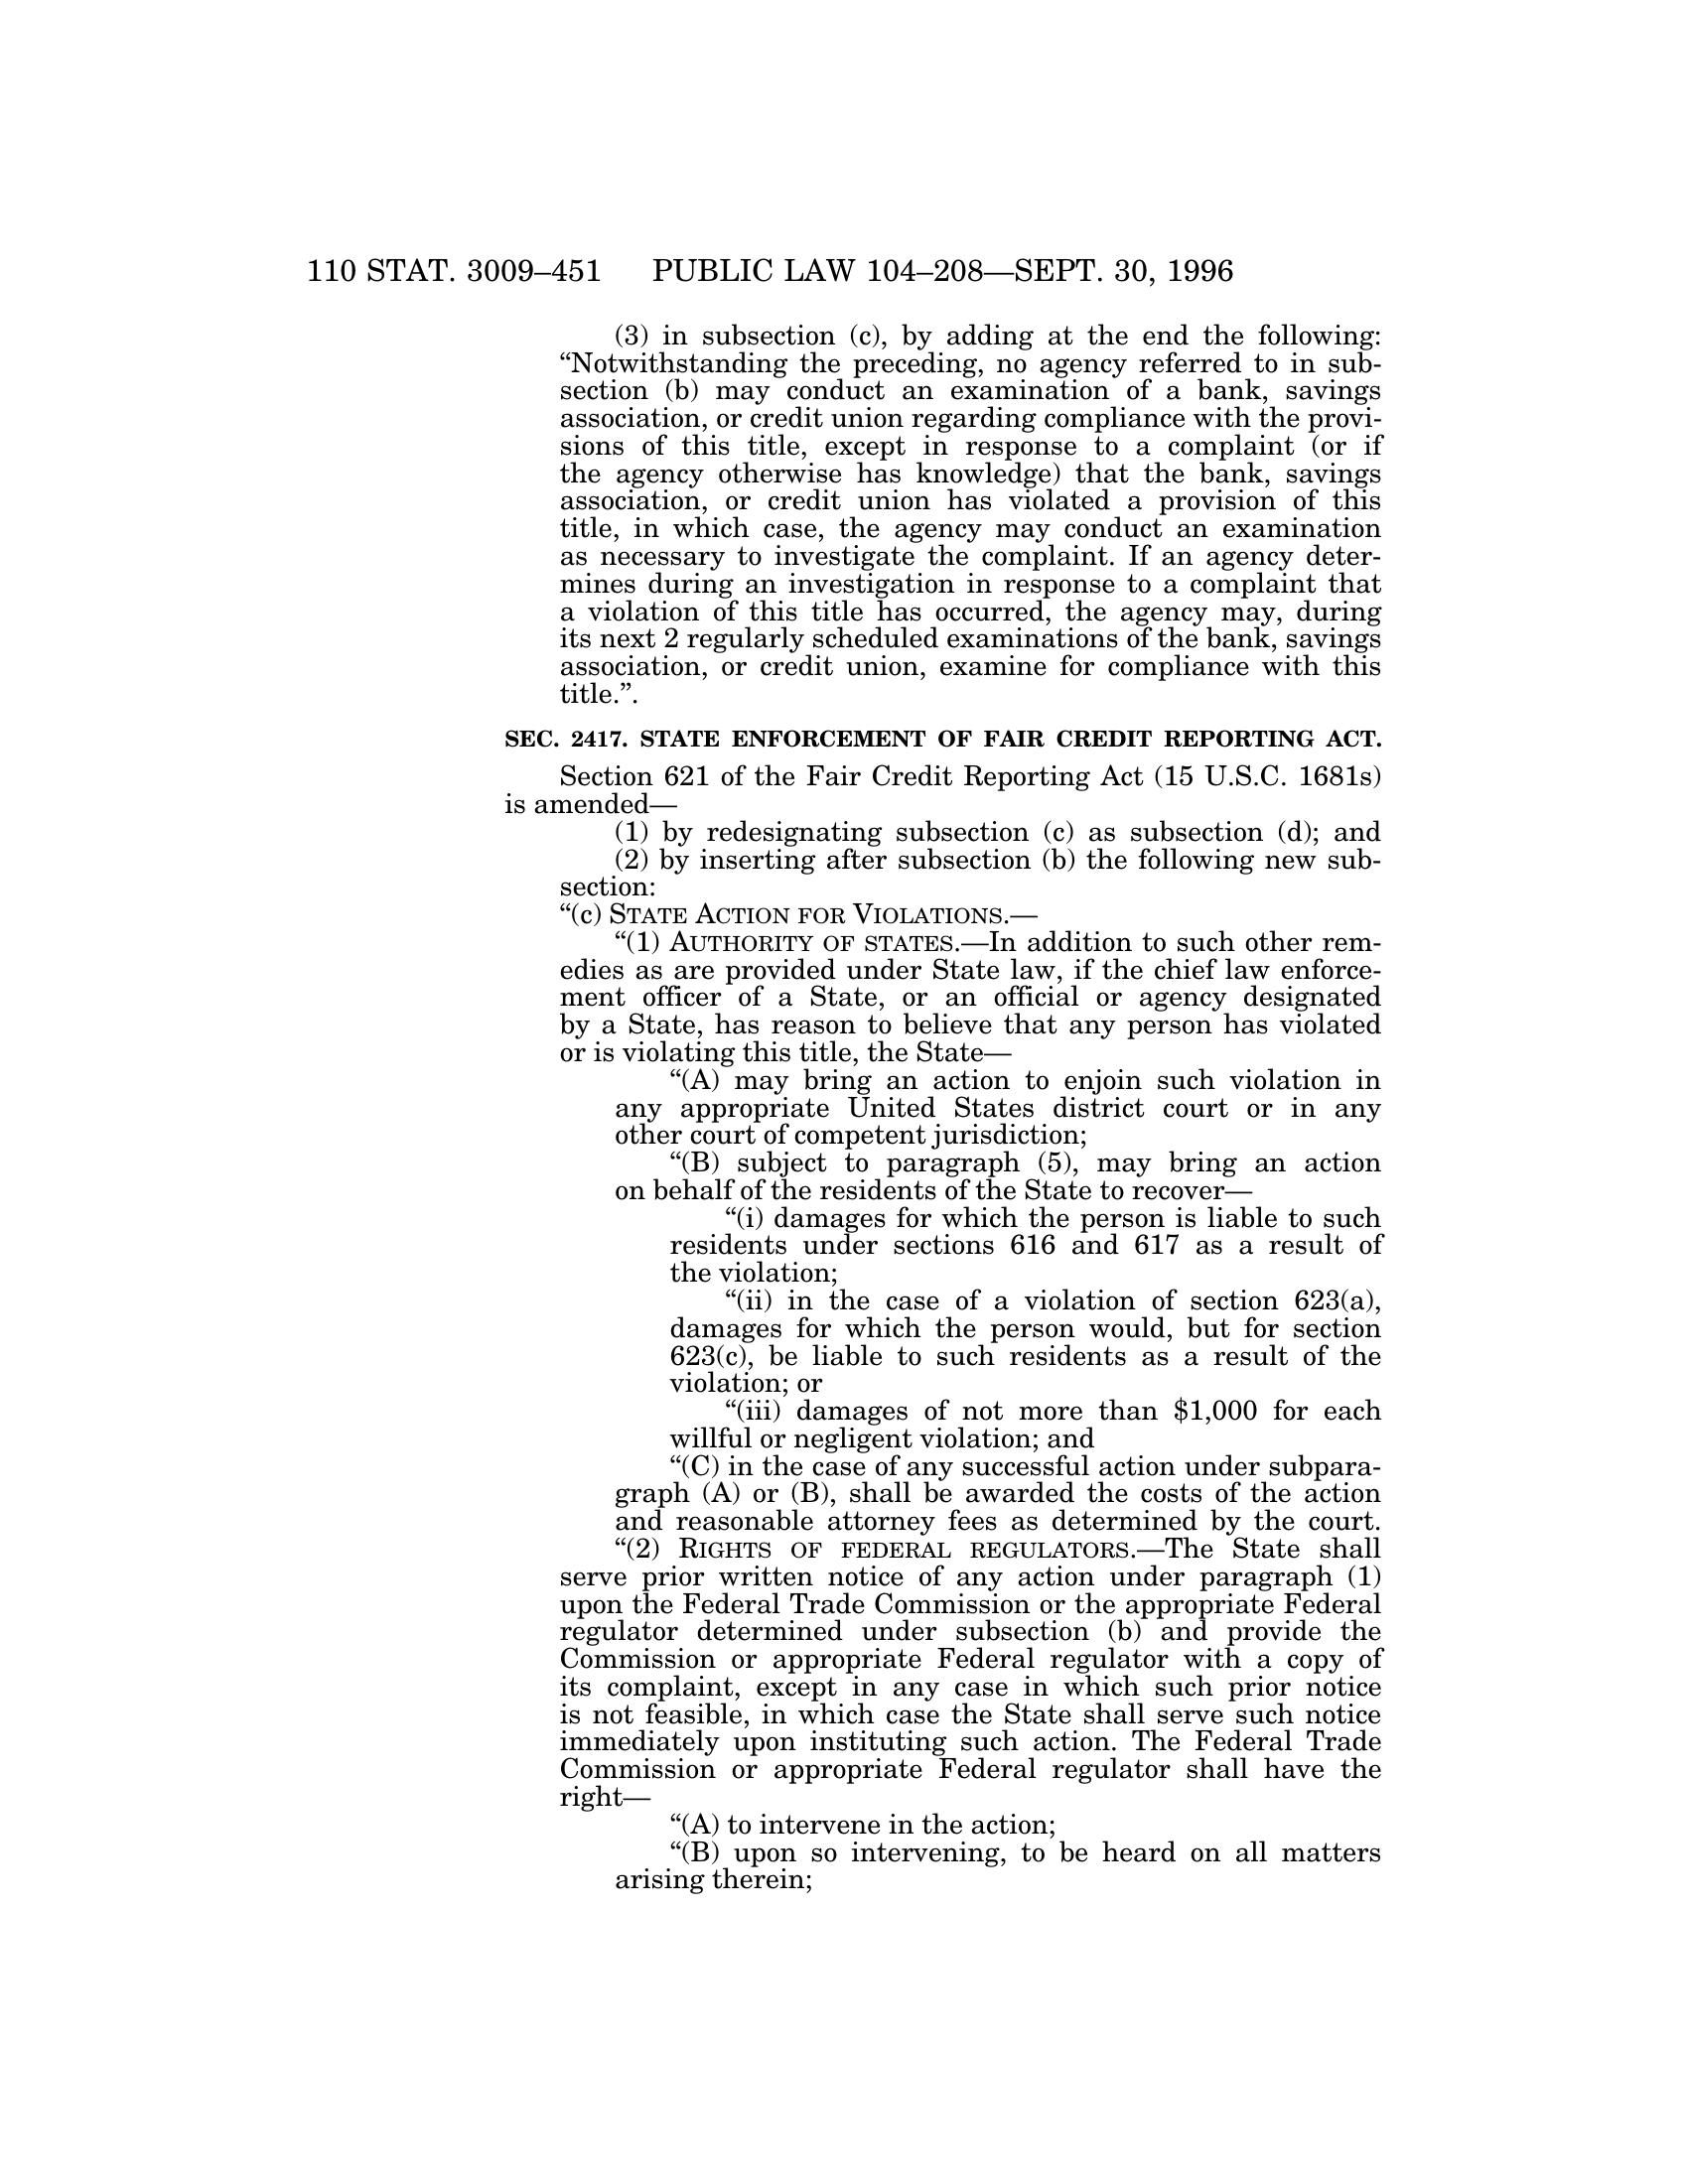 110 STAT. 3009–451 PUBLIC LAW 104–208—SEPT. 30, 1996
(3) in subsection (c), by adding at the end the following:
“Notwithstanding the preceding, no agency referred to in sub-
section (b) may conduct an examination of a bank, savings
association, or credit union regarding compliance with the provi-
sions of this title, except in response to a complaint (or if
the agency otherwise has knowledge) that the bank, savings
association, or credit union has violated a provision of this
title, in which case, the agency may conduct an examination
as necessary to investigate the complaint. If an agency deter-
mines during an investigation in response to a complaint that
a violation of this title has occurred, the agency may, during
its next 2 regularly scheduled examinations of the bank, savings
association, or credit union, examine for compliance with this
title.”.
SEC. 2417. STATE ENFORCEMENT OF FAIR CREDIT REPORTING ACT.
Section 621 of the Fair Credit Reporting Act (15 U.S.C. 1681s)
is amended—
(1) by redesignating subsection (c) as subsection (d); and
(2) by inserting after subsection (b) the following new sub-
section:
“(c) STATE ACTION FOR VIOLATIONS.—
“(1) AUTHORITY OF STATES.—In addition to such other rem-
edies as are provided under State law, if the chief law enforce-
ment officer of a State, or an official or agency designated
by a State, has reason to believe that any person has violated
or is violating this title, the State—
“(A) may bring an action to enjoin such violation in
any appropriate United States district court or in any
other court of competent jurisdiction;
“(B) subject to paragraph (5), may bring an action
on behalf of the residents of the State to recover—
“(i) damages for which the person is liable to such
residents under sections 616 and 617 as a result of
the violation;
“(ii) in the case of a violation of section 623(a),
damages for which the person would, but for section
623(c), be liable to such residents as a result of the
violation; or
“(iii) damages of not more than $1,000 for each
willful or negligent violation; and
“(C) in the case of any successful action under subpara-
graph (A) or (B), shall be awarded the costs of the action
and reasonable attorney fees as determined by the court.
“(2) RIGHTS OF FEDERAL REGULATORS.—The State shall
serve prior written notice of any action under paragraph (1)
upon the Federal Trade Commission or the appropriate Federal
regulator determined under subsection (b) and provide the
Commission or appropriate Federal regulator with a copy of
its complaint, except in any case in which such prior notice
is not feasible, in which case the State shall serve such notice
immediately upon instituting such action. The Federal Trade
Commission or appropriate Federal regulator shall have the
right—
“(A) to intervene in the action;
“(B) upon so intervening, to be heard on all matters
arising therein;